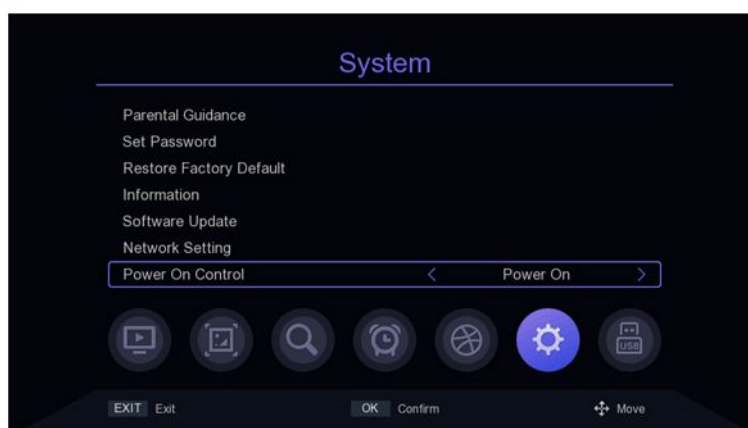 System
Parental Guidance
Set Password
Restore Factory Default
Information
Software Update
Network Setting
Power On Control < Power On >
USB
EXIT Exit OK Confirm Move